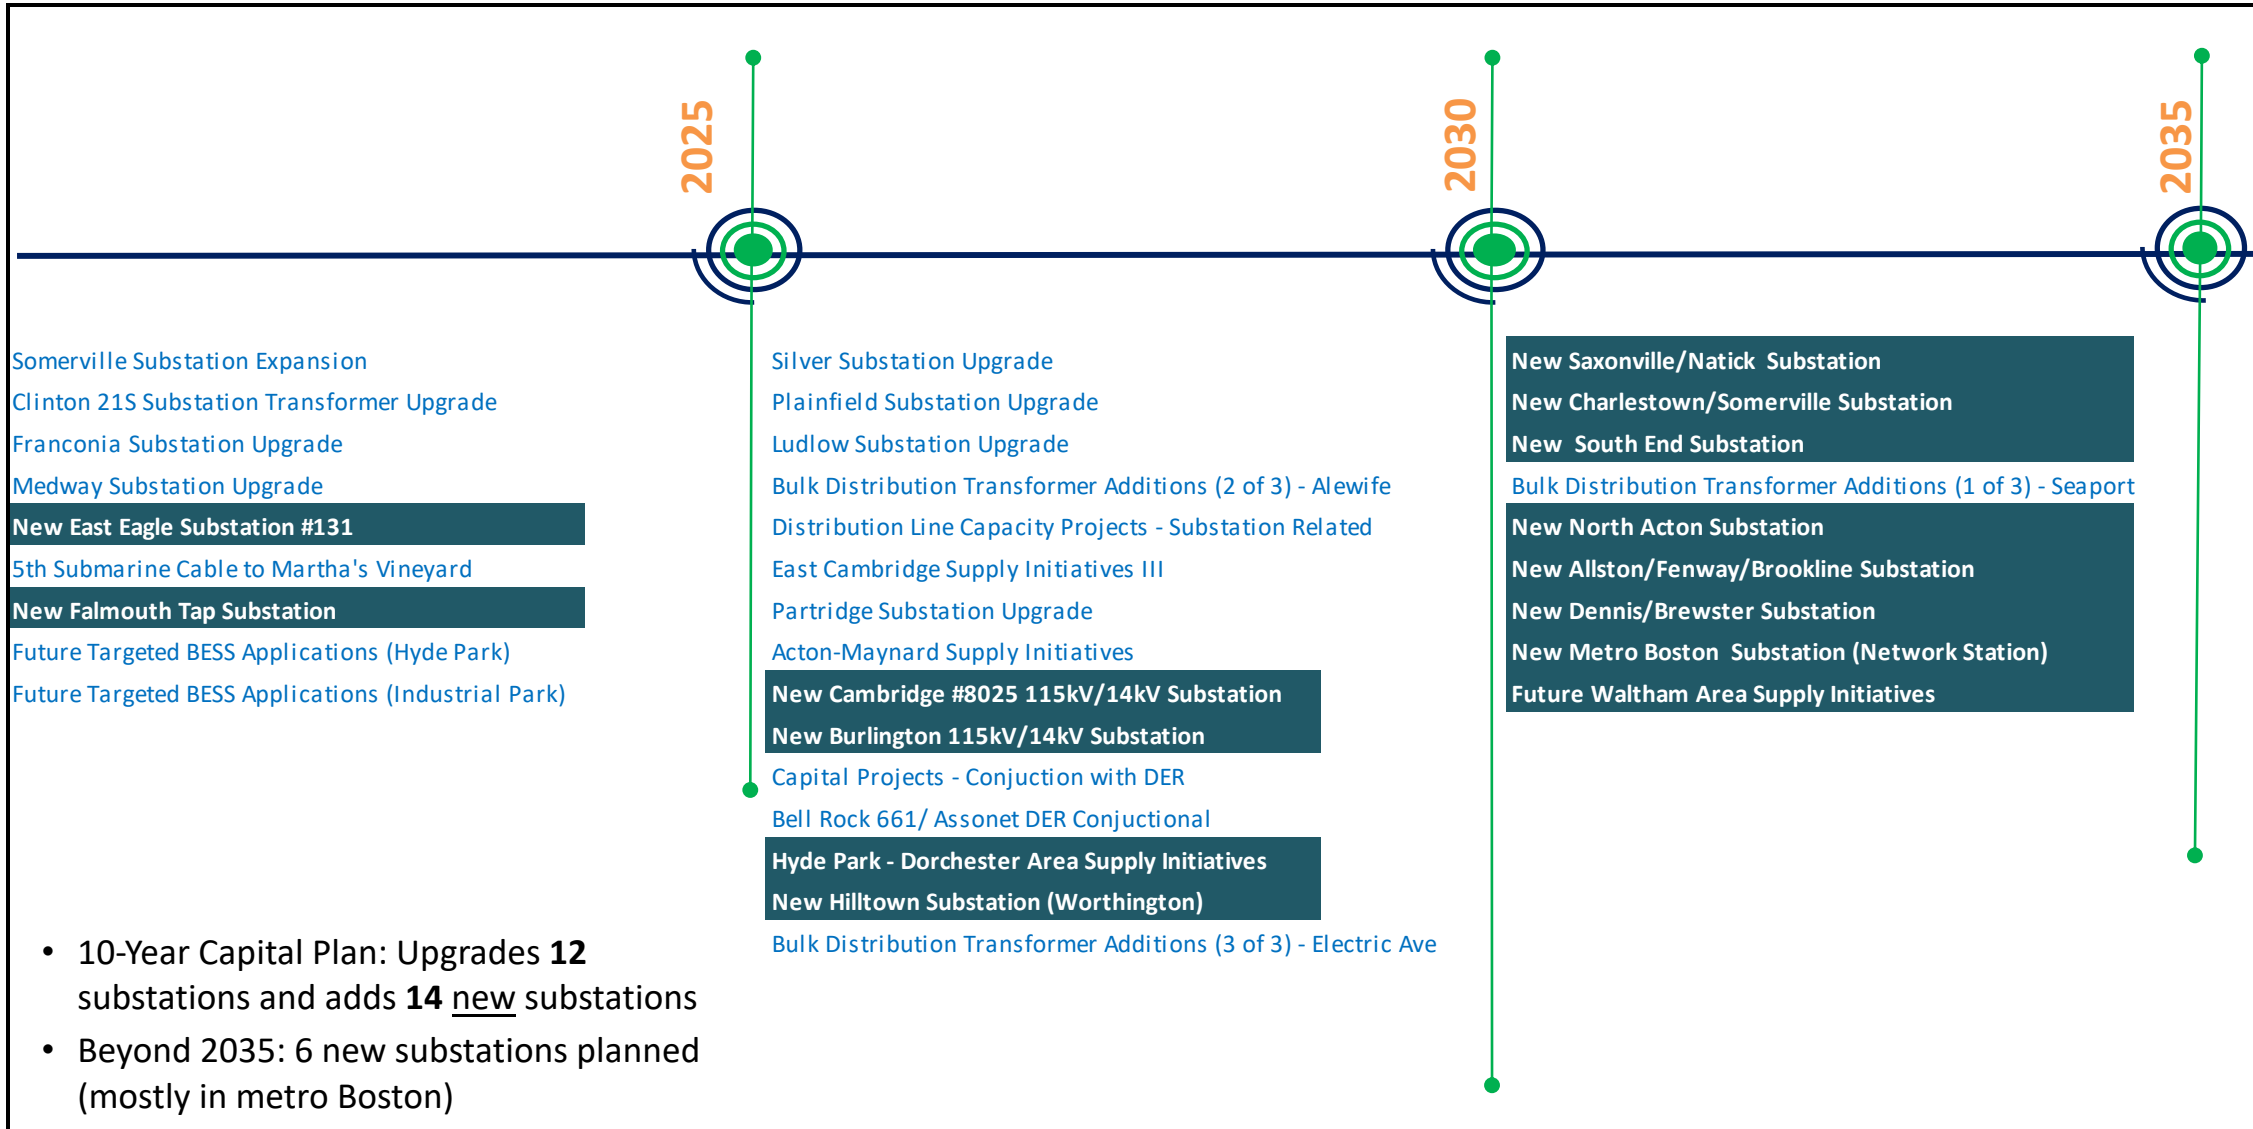 2025
2030
2035
Somerville Substation Expansion
Clinton 21S Substation Transformer Upgrade
Franconia Substation Upgrade
Medway Substation Upgrade
New East Eagle Substation #131
5th Submarine Cable to Martha's Vineyard
New Falmouth Tap Substation
Future Targeted BESS Applications (Hyde Park)
Future Targeted BESS Applications (Industrial Park)
Silver Substation Upgrade
Plainfield Substation Upgrade
Ludlow Substation Upgrade
Bulk Distribution Transformer Additions (2 of 3) - Alewife
Distribution Line Capacity Projects - Substation Related
East Cambridge Supply Initiatives III
Partridge Substation Upgrade
Acton-Maynard Supply Initiatives
New Cambridge #8025 115kV/14kV Substation
New Burlington 115kV/14kV Substation
Capital Projects - Conjuction with DER
Bell Rock 661/ Assonet DER Conjuctional
Hyde Park - Dorchester Area Supply Initiatives
New Hilltown Substation (Worthington)
Bulk Distribution Transformer Additions (3 of 3) - Electric Ave
New Saxonville/Natick Substation
New Charlestown/Somerville Substation
New South End Substation
Bulk Distribution Transformer Additions (1 of 3) - Seaport
New North Acton Substation
New Allston/Fenway/Brookline Substation
New Dennis/Brewster Substation
New Metro Boston Substation (Network Station)
Future Waltham Area Supply Initiatives
• 10-Year Capital Plan: Upgrades 12
substations and adds 14 new substations
• Beyond 2035: 6 new substations planned
(mostly in metro Boston)